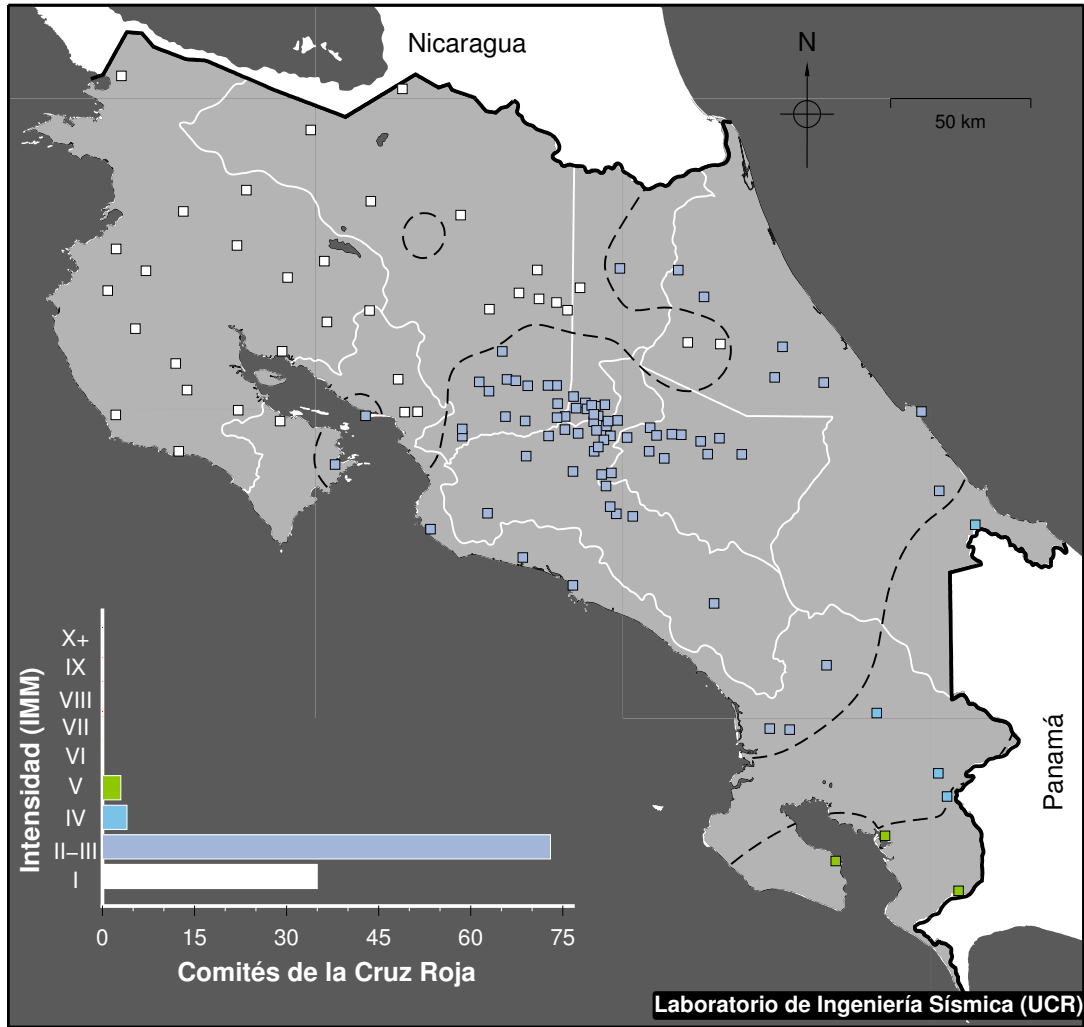 Nicaragua
N
50 km
Panamá
Intensidad (IMM)
X+
IX
VIII
VII
VI
V
IV
II–III
I
0 15 30 45 60 75
Comités de la Cruz Roja
Laboratorio de Ingeniería Sísmica (UCR)